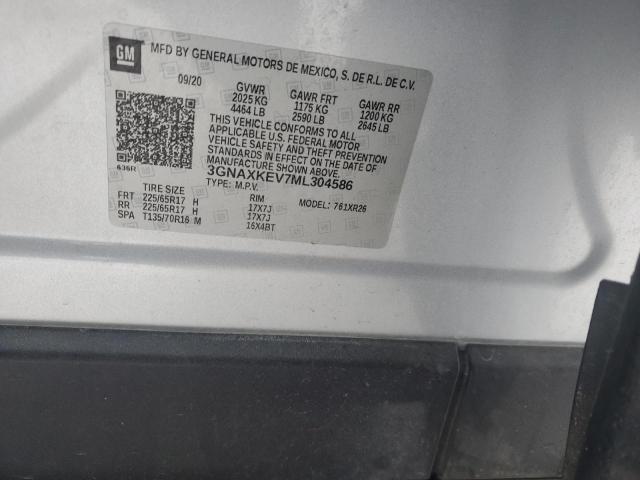 GM MFD BY GENERAL MOTORS DE MEXICO, S. DE R.L. DE C.V.
09/20 GVWR GAWR FRT GAWR RR
2025 KG 1175 KG 1200 KG
4464 LB 2590 LB 2645 LB
THIS VEHICLE CONFORMS TO ALL
APPLICABLE U.S. FEDERAL MOTOR
VEHICLE SAFETY AND THEFT
PREVENTION STANDARDS IN
EFFECT ON THE DATE OF
MANUFACTURE SHOWN ABOVE.
636R 3GNAXKEV7ML304586
TYPE: M.P.V.
TIRE SIZE RIM MODEL: 761XR26
FRT 225/65R17 H 17X7J
RR 225/65R17 H 17X7J
SPA T135/70R16 M 16X4BT